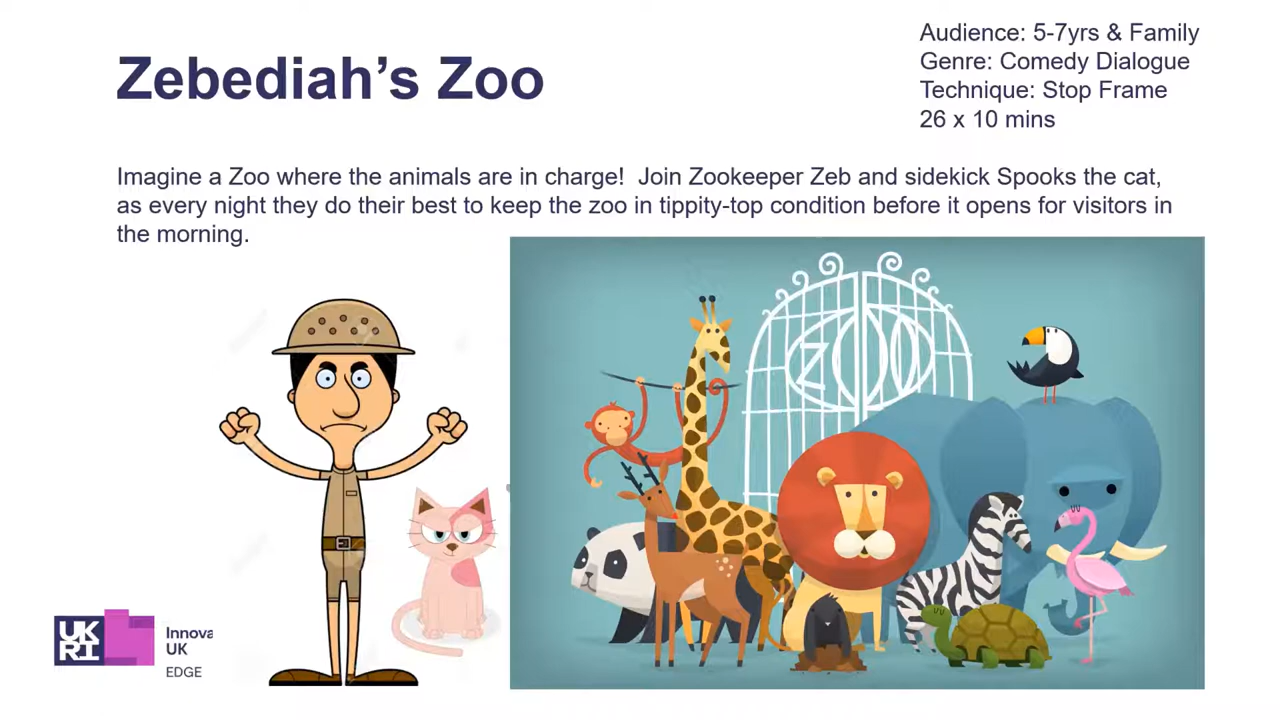 Zebediah’s Zoo
Audience: 5-7yrs & Family
Genre: Comedy Dialogue
Technique: Stop Frame
26 x 10 mins
Imagine a Zoo where the animals are in charge!  Join Zookeeper Zeb and sidekick Spooks the cat,
as every night they do their best to keep the zoo in tippity-top condition before it opens for visitors in
the morning.
ZOO
UK
RI
Innova
UK
EDGE